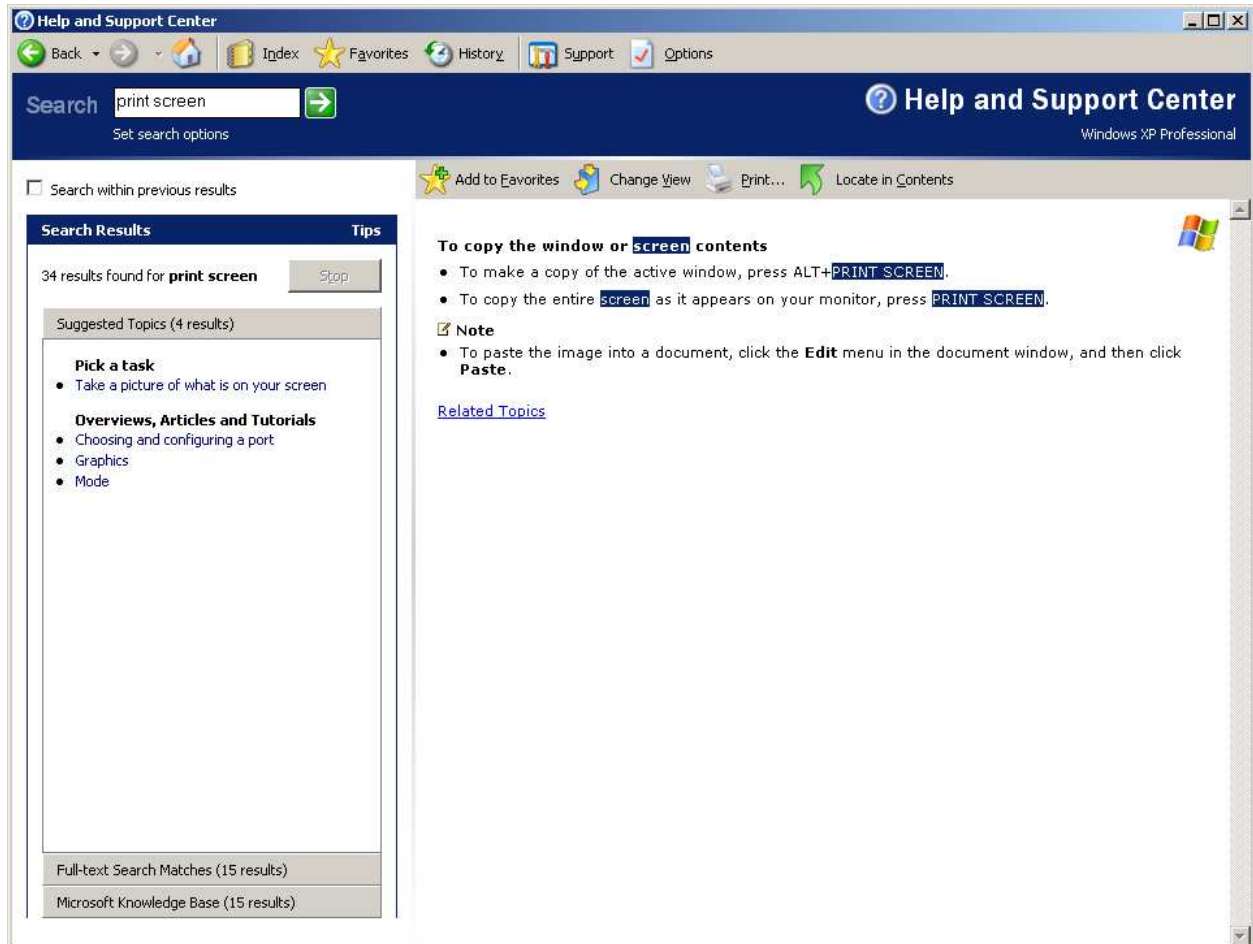 Help and Support Center
Back Index Favorites History Support Options
Search print screen
Set search options
Help and Support Center
Windows XP Professional
Search within previous results
Add to Favorites Change View Print... Locate in Contents
Search Results Tips
34 results found for print screen Stop
Suggested Topics (4 results)
Pick a task
• Take a picture of what is on your screen
Overviews, Articles and Tutorials
• Choosing and configuring a port
• Graphics
• Mode
Full-text Search Matches (15 results)
Microsoft Knowledge Base (15 results)
To copy the window or screen contents
• To make a copy of the active window, press ALT+PRINT SCREEN.
• To copy the entire screen as it appears on your monitor, press PRINT SCREEN.
Note
• To paste the image into a document, click the Edit menu in the document window, and then click
Paste.
Related Topics